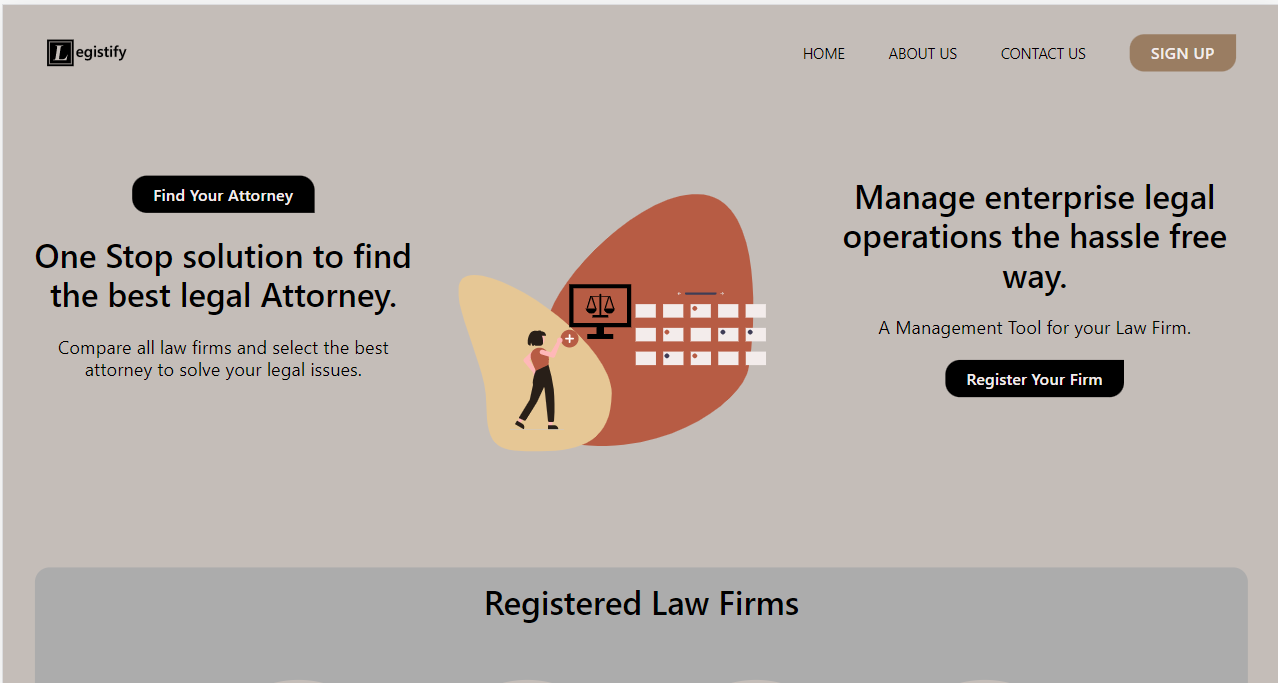 Legistify
HOME
ABOUT US
CONTACT US
SIGN UP
Find Your Attorney
One Stop solution to find
the best legal Attorney.
Compare all law firms and select the best
attorney to solve your legal issues.
Manage enterprise legal
operations the hassle free
way.
A Management Tool for your Law Firm.
Register Your Firm
Registered Law Firms